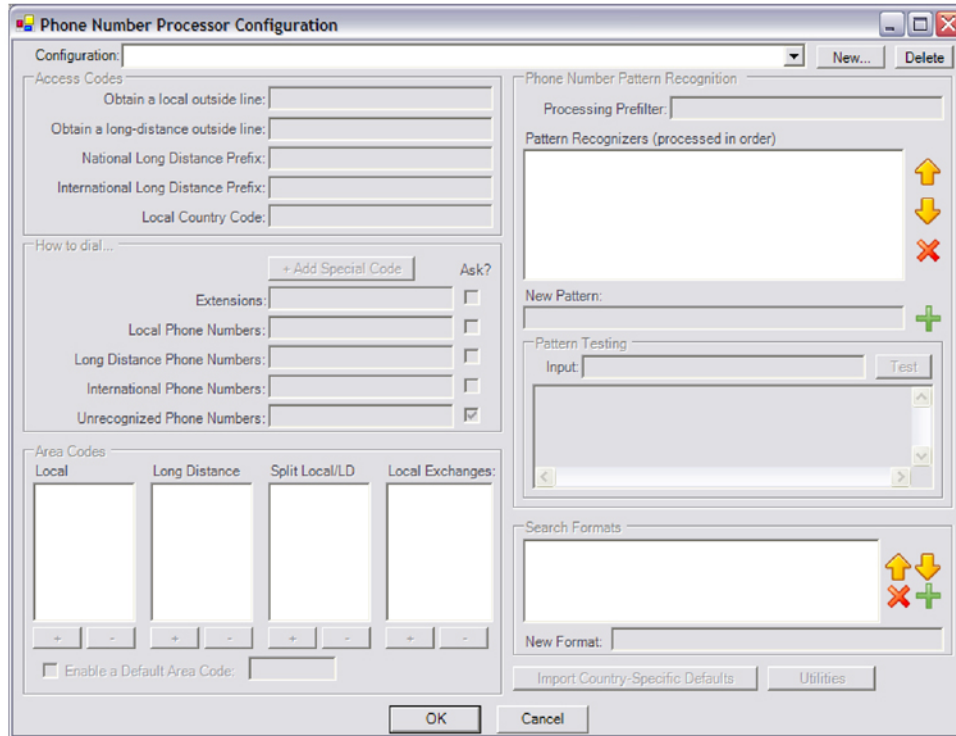 Phone Number Processor Configuration
Configuration:
New...
Delete
Access Codes
Obtain a local outside line:
Obtain a long-distance outside line:
National Long Distance Prefix:
International Long Distance Prefix:
Local Country Code:
How to dial...
+ Add Special Code
Ask?
Extensions:
Local Phone Numbers:
Long Distance Phone Numbers:
International Phone Numbers:
Unrecognized Phone Numbers:
Area Codes
Local
Long Distance
Split Local/LD
Local Exchanges:
+ - + - + - + -
Enable a Default Area Code:
Phone Number Pattern Recognition
Processing Prefilter:
Pattern Recognizers (processed in order)
New Pattern:
Pattern Testing
Input:
Test
Search Formats
New Format:
Import Country-Specific Defaults
Utilities
OK
Cancel